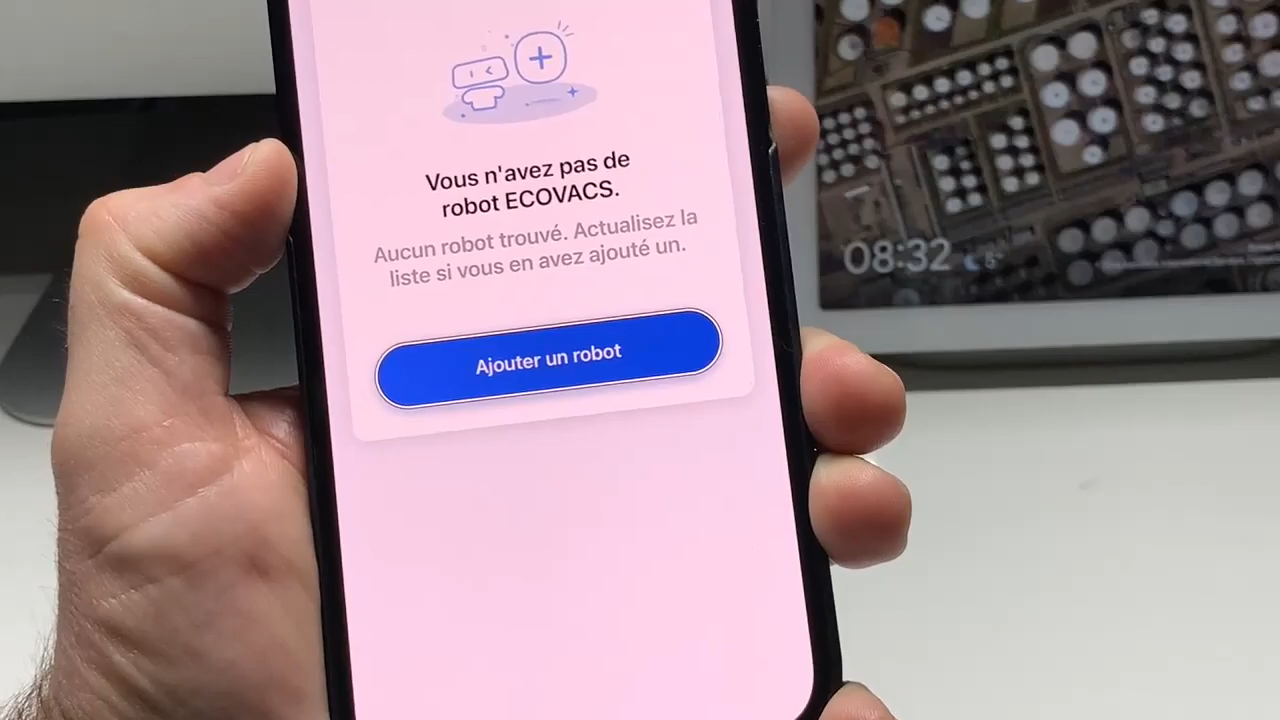 Vous n'avez pas de
robot ECOVACS.
Aucun robot trouvé. Actualisez la
liste si vous en avez ajouté un.
Ajouter un robot
08:32